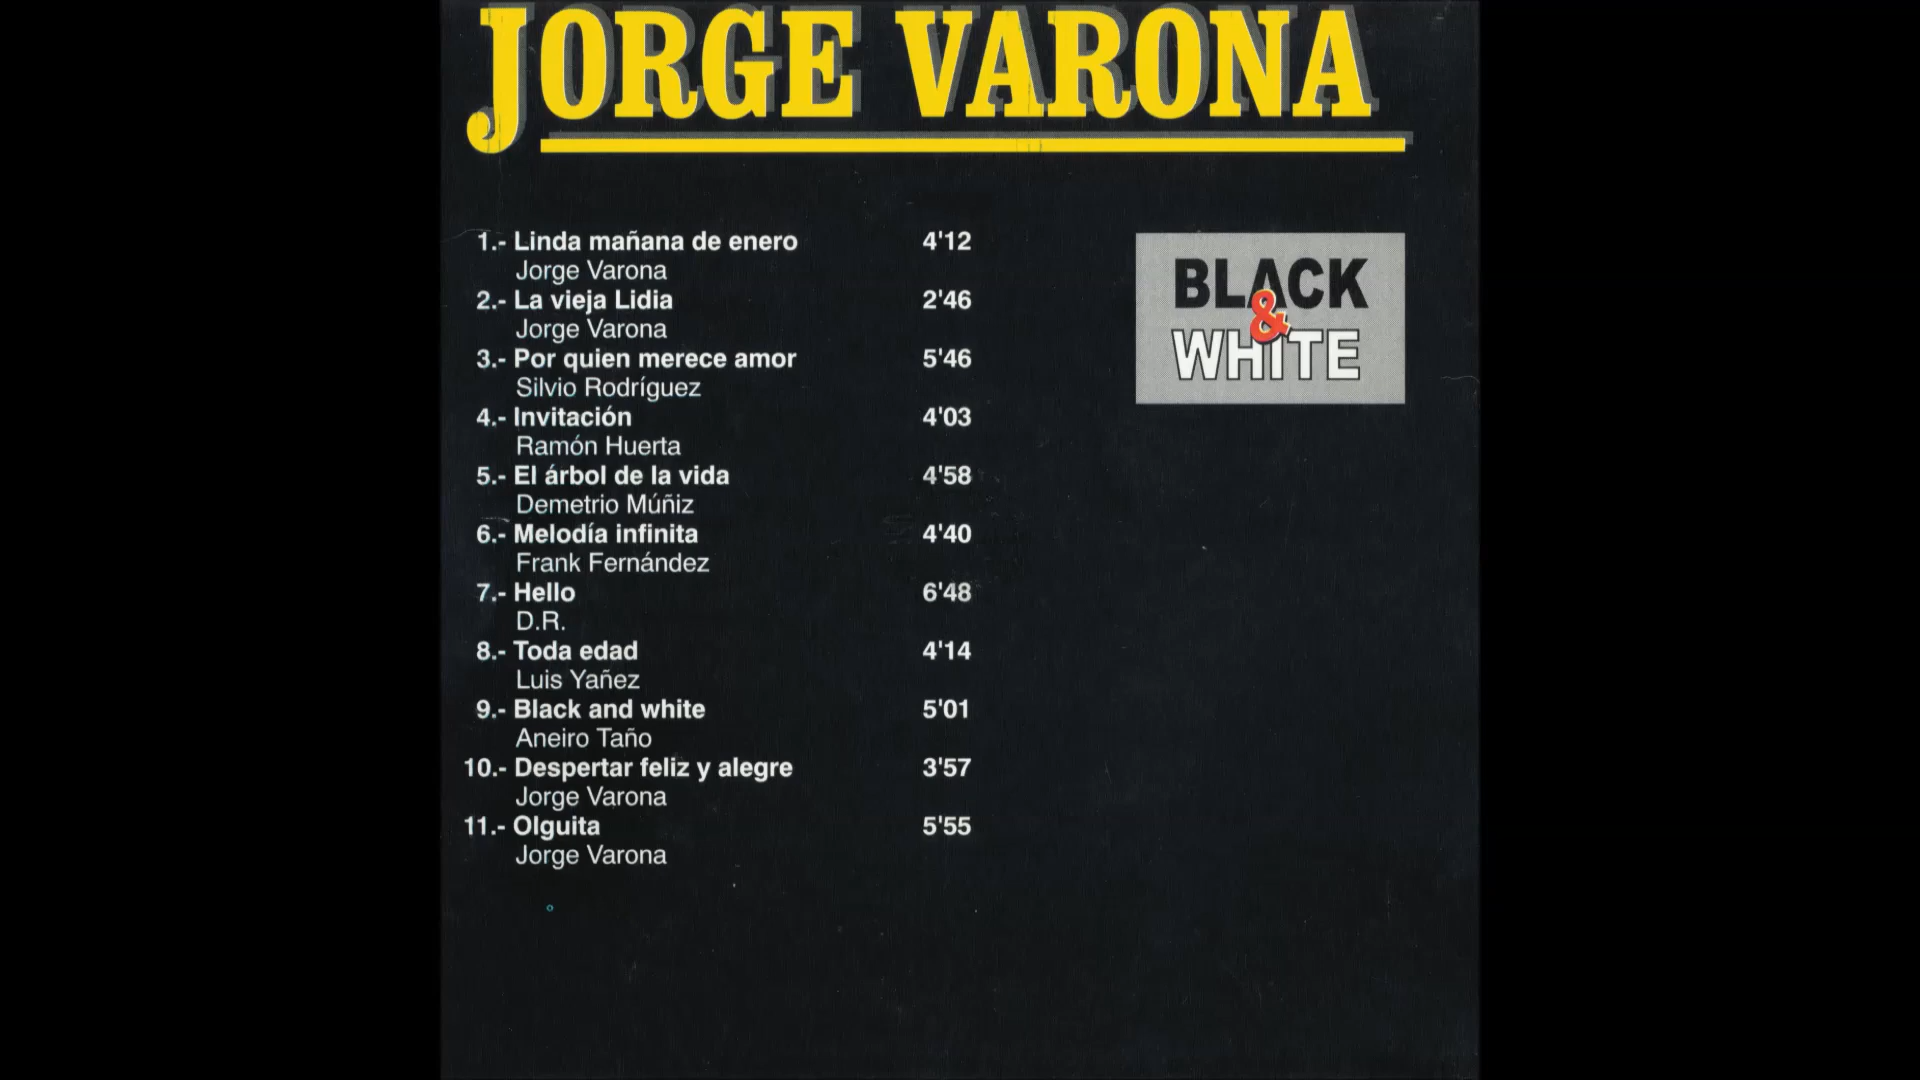 JORGE VARONA
1.- Linda mañana de enero 4'12
Jorge Varona
2.- La vieja Lidia 2'46
Jorge Varona
3.- Por quien merece amor 5'46
Silvio Rodríguez
4.- Invitación 4'03
Ramón Huerta
5.- El árbol de la vida 4'58
Demetrio Múñiz
6.- Melodía infinita 4'40
Frank Fernández
7.- Hello 6'48
D.R.
8.- Toda edad 4'14
Luis Yañez
9.- Black and white 5'01
Aneiro Taño
10.- Despertar feliz y alegre 3'57
Jorge Varona
11.- Olguita 5'55
Jorge Varona
BLACK
&
WHITE